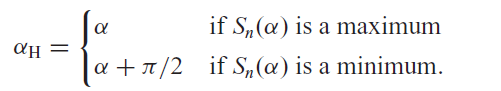 α_H = { α if S_n(α) is a maximum
α + π/2 if S_n(α) is a minimum.